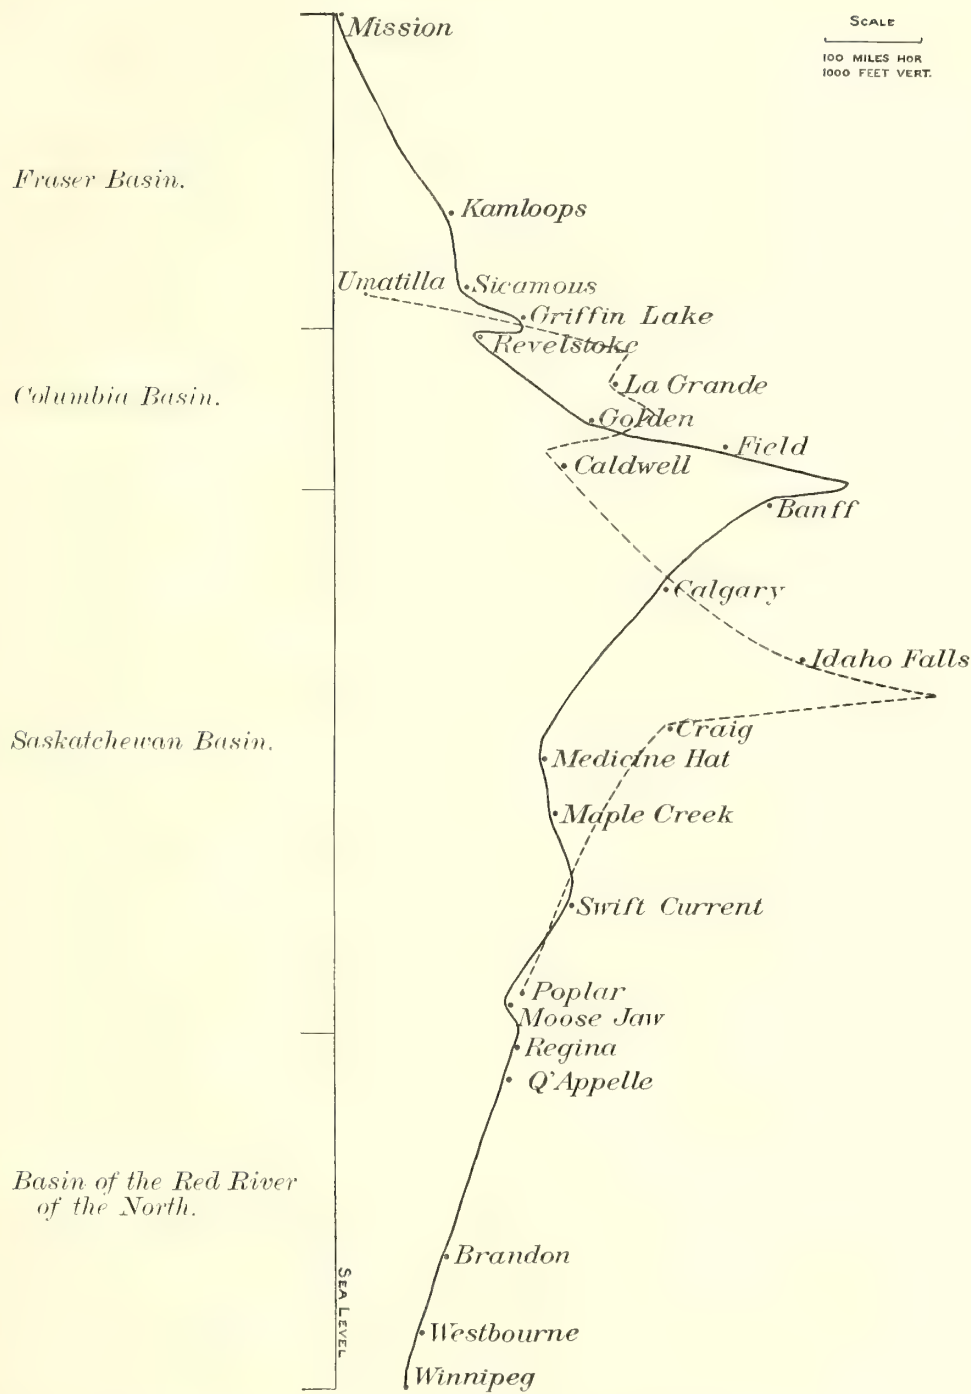 Mission
SCALE
100 MILES HOR
1000 FEET VERT.
Fraser Basin.
Kamloops
Umatilla
Sicamous
Griffin Lake
Revelstoke
La Grande
Columbia Basin.
Golden
Field
Caldwell
Banff
Calgary
Idaho Falls
Craig
Saskatchewan Basin.
Medicine Hat
Maple Creek
Swift Current
Poplar
Moose Jaw
Regina
Q'Appelle
Basin of the Red River
of the North.
Brandon
SEA LEVEL
Westbourne
Winnipeg